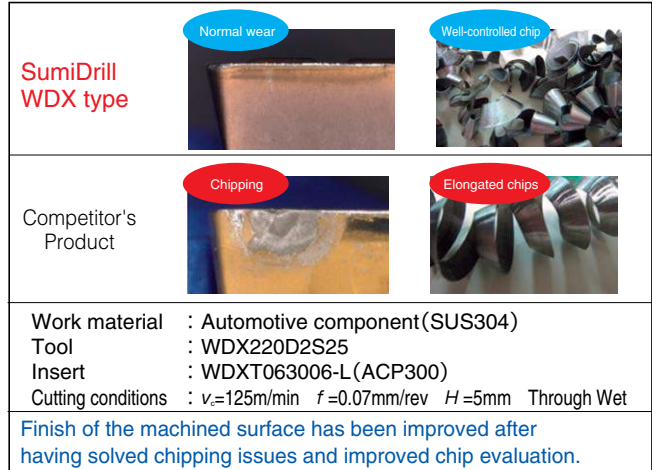 Normal wear
Well-controlled chip
SumiDrill
WDX type
Chipping
Elongated chips
Competitor's
Product
Work material : Automotive component(SUS304)
Tool : WDX220D2S25
Insert : WDXT063006-L(ACP300)
Cutting conditions : vc=125m/min f =0.07mm/rev H =5mm Through Wet
Finish of the machined surface has been improved after
having solved chipping issues and improved chip evaluation.